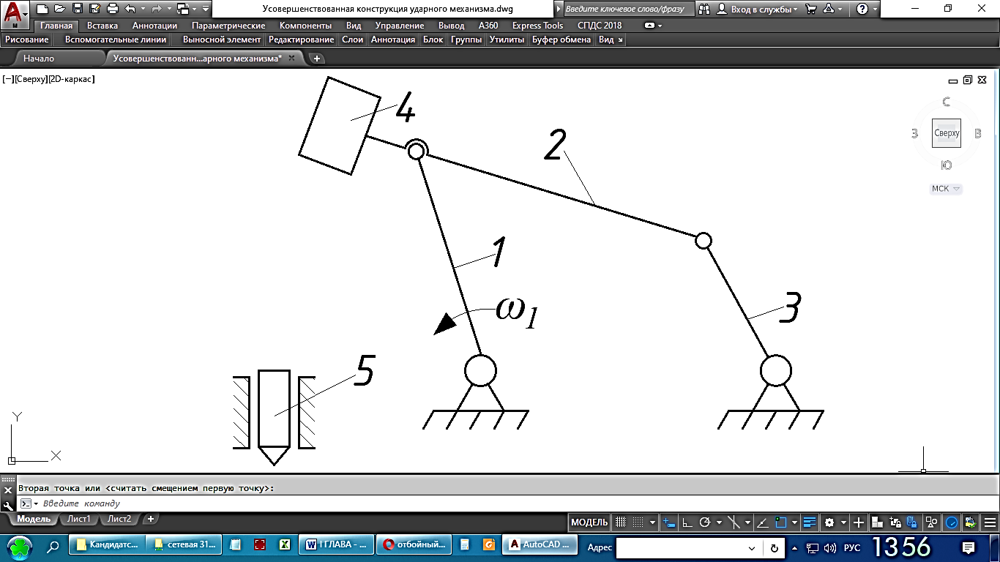 Усовершенствованная конструкция ударного механизма.dwg
Введите ключевое слово/фразу
Вход в службы
Главная Вставка Аннотации Параметрические Компоненты Вид Управление Вывод A360 Express Tools СПДС 2018
Рисование Вспомогательные линии Выносной элемент Редактирование Слои Аннотация Блок Группы Утилиты Буфер обмена Вид
Начало Усовершенствованн...арного механизма*
[−][Сверху][2D-каркас]
С
З Сверху В
Ю
МСК
4
2
1
ω1
3
5
Y
X
Вторая точка или <считать смещением первую точку>:
Введите команду
Модель Лист1 Лист2 +
МОДЕЛЬ
Кандидатс... сетевая 31... I ГЛАВА - ... отбойный... AutoCAD ... Адрес РУС 13 56